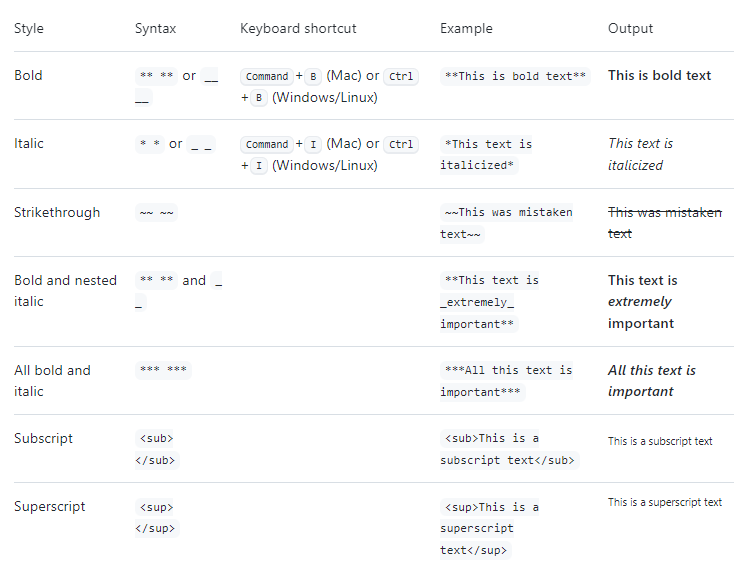 Style Syntax Keyboard shortcut Example Output
Bold ** ** or __ Command + B (Mac) or Ctrl **This is bold text** This is bold text
__ + B (Windows/Linux)
Italic * * or _ _ Command + I (Mac) or Ctrl *This text is This text is
+ I (Windows/Linux) italicized* italicized
Strikethrough ~~ ~~ ~~This was mistaken This was mistaken
text~~ text
Bold and nested ** ** and _ **This text is This text is
italic _ _extremely_ extremely
important** important
All bold and *** *** ***All this text is All this text is
italic important*** important
Subscript <sub> <sub>This is a This is a subscript text
</sub> subscript text</sub>
Superscript <sup> <sup>This is a This is a superscript text
</sup> superscript
text</sup>